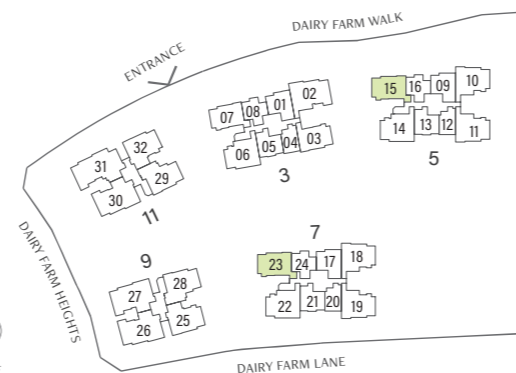 DAIRY FARM WALK
ENTRANCE
15 16 09 10
14 13 12 11
5
07 08 01 02
06 05 04 03
3
31 32
30 29
11
DAIRY FARM HEIGHTS
9
27 28
26 25
7
23 24 17 18
22 21 20 19
DAIRY FARM LANE